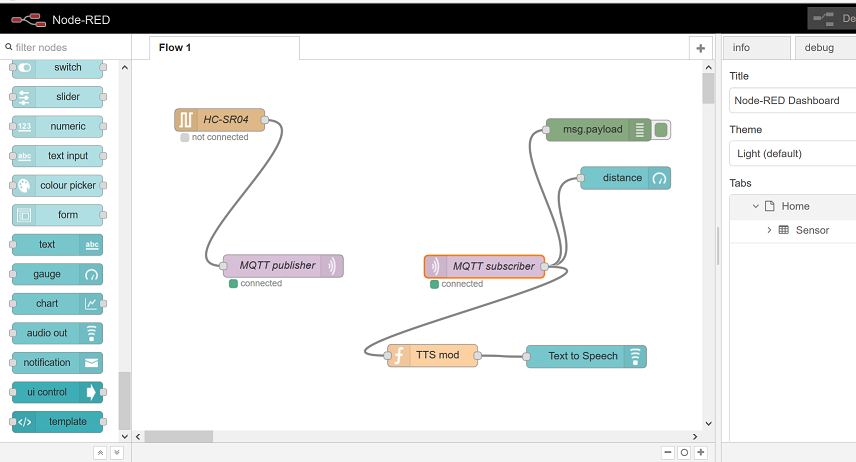 Node-RED
De
filter nodes
Flow 1
+
info
debug
switch
slider
123 numeric
abc text input
colour picker
form
text abc
gauge
chart
audio out
notification
ui control
</> template
HC-SR04
not connected
MQTT publisher
connected
MQTT subscriber
connected
msg.payload
distance
f TTS mod
Text to Speech
Title
Node-RED Dashboard
Theme
Light (default)
Tabs
Home
Sensor